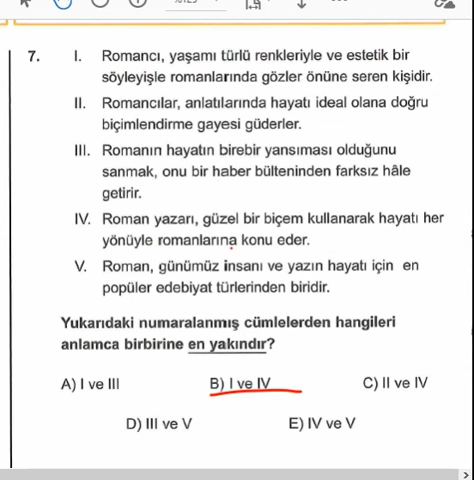 7. I. Romancı, yaşamı türlü renkleriyle ve estetik bir
söyleyişle romanlarında gözler önüne seren kişidir.
II. Romancılar, anlatılarında hayatı ideal olana doğru
biçimlendirme gayesi güderler.
III. Romanın hayatın birebir yansıması olduğunu
sanmak, onu bir haber bülteninden farksız hâle
getirir.
IV. Roman yazarı, güzel bir biçem kullanarak hayatı her
yönüyle romanlarına konu eder.
V. Roman, günümüz insanı ve yazın hayatı için en
popüler edebiyat türlerinden biridir.
Yukarıdaki numaralanmış cümlelerden hangileri
anlamca birbirine en yakındır?
A) I ve III B) I ve IV C) II ve IV
D) III ve V E) IV ve V